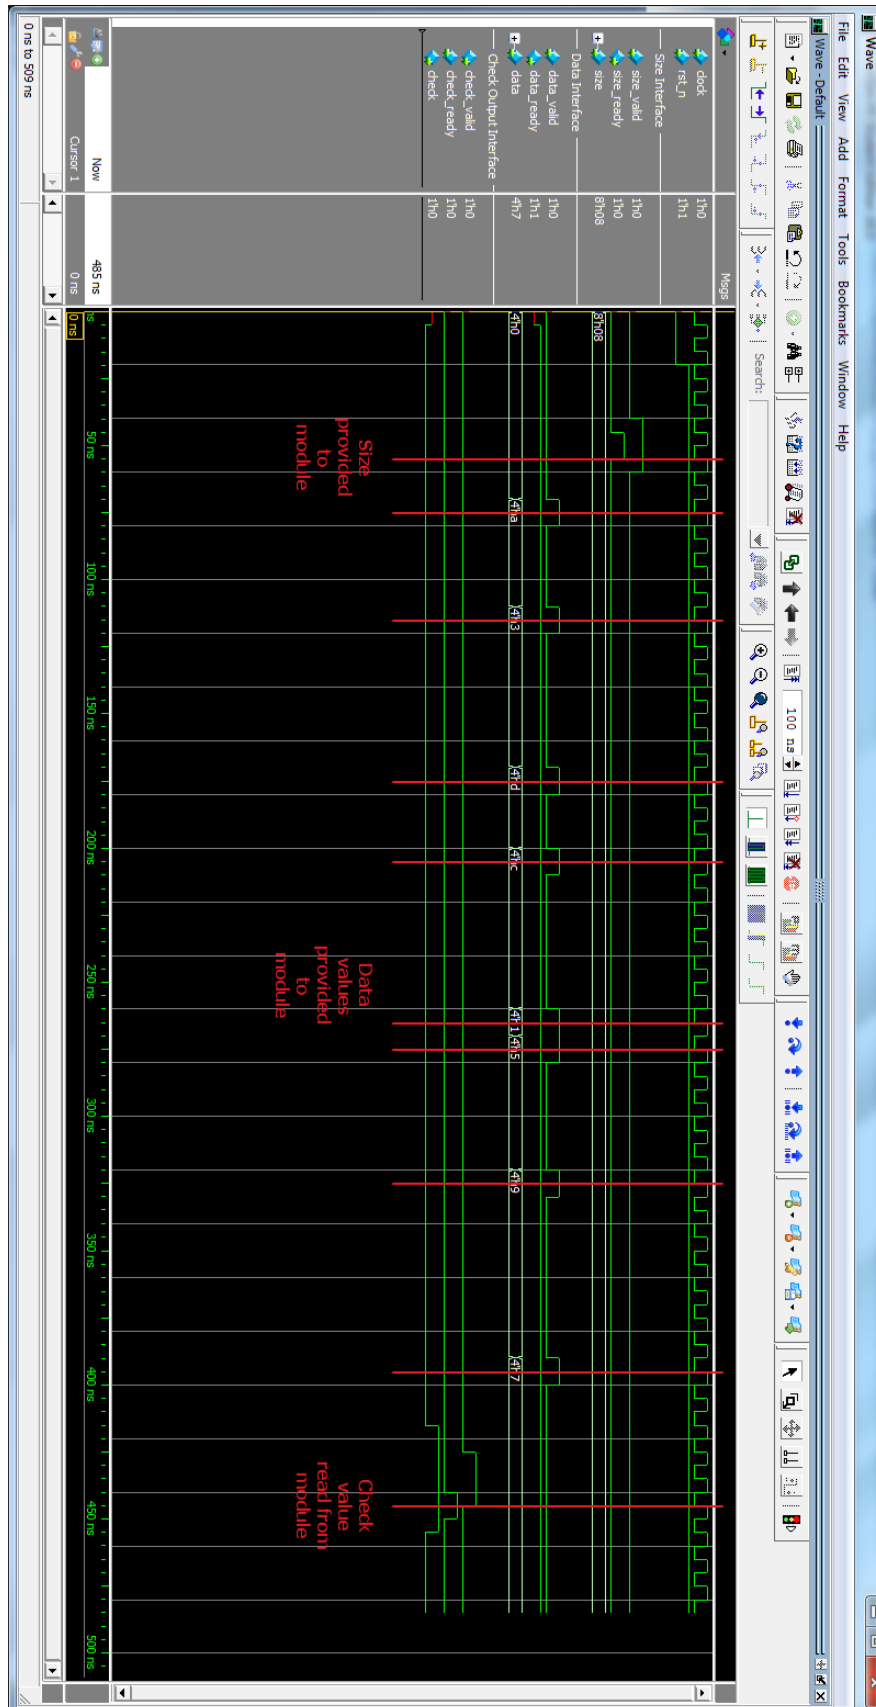 Wave
Wave - Default
File Edit View Add Format Tools Bookmarks Window Help
100 ns
Search:
Msgs
clock 1'h0
rst_n 1'h1
Size Interface
size_valid 1'h0
size_ready 1'h0
size 8'h08 8'h08
Data Interface
data_valid 1'h0
data_ready 1'h1
data 4'h7 4'h0 4'ha 4'h3 4'hd 4'hc 4'h1 4'h5 4'h9 4'h7
Check Output Interface
check_valid 1'h0
check_ready 1'h0
check 1'h0
Size
provided
to
module
Data
values
provided
to
module
Check
value
read from
module
Now 485 ns
ns 50 ns 100 ns 150 ns 200 ns 250 ns 300 ns 350 ns 400 ns 450 ns 500 ns
Cursor 1 0 ns 0 ns
0 ns to 509 ns